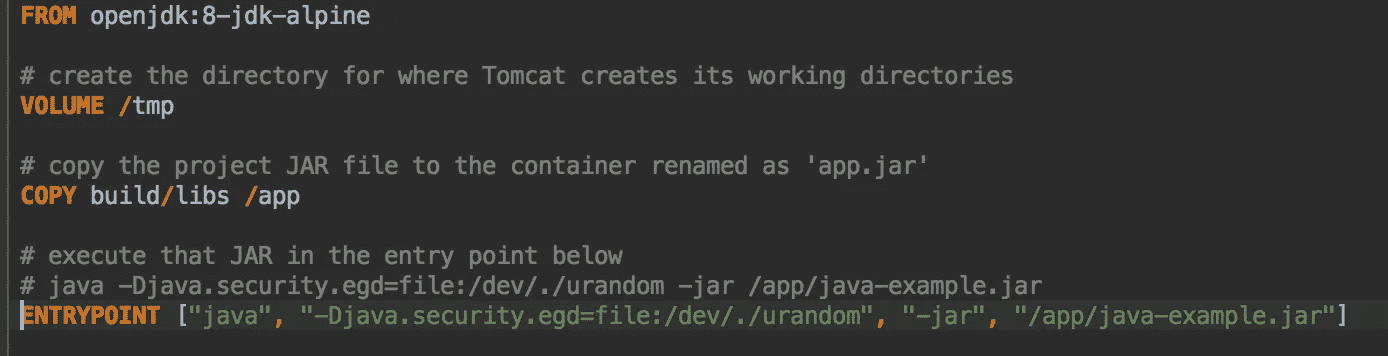 FROM openjdk:8-jdk-alpine
# create the directory for where Tomcat creates its working directories
VOLUME /tmp
# copy the project JAR file to the container renamed as 'app.jar'
COPY build/libs /app
# execute that JAR in the entry point below
# java -Djava.security.egd=file:/dev/./urandom -jar /app/java-example.jar
ENTRYPOINT ["java", "-Djava.security.egd=file:/dev/./urandom", "-jar", "/app/java-example.jar"]